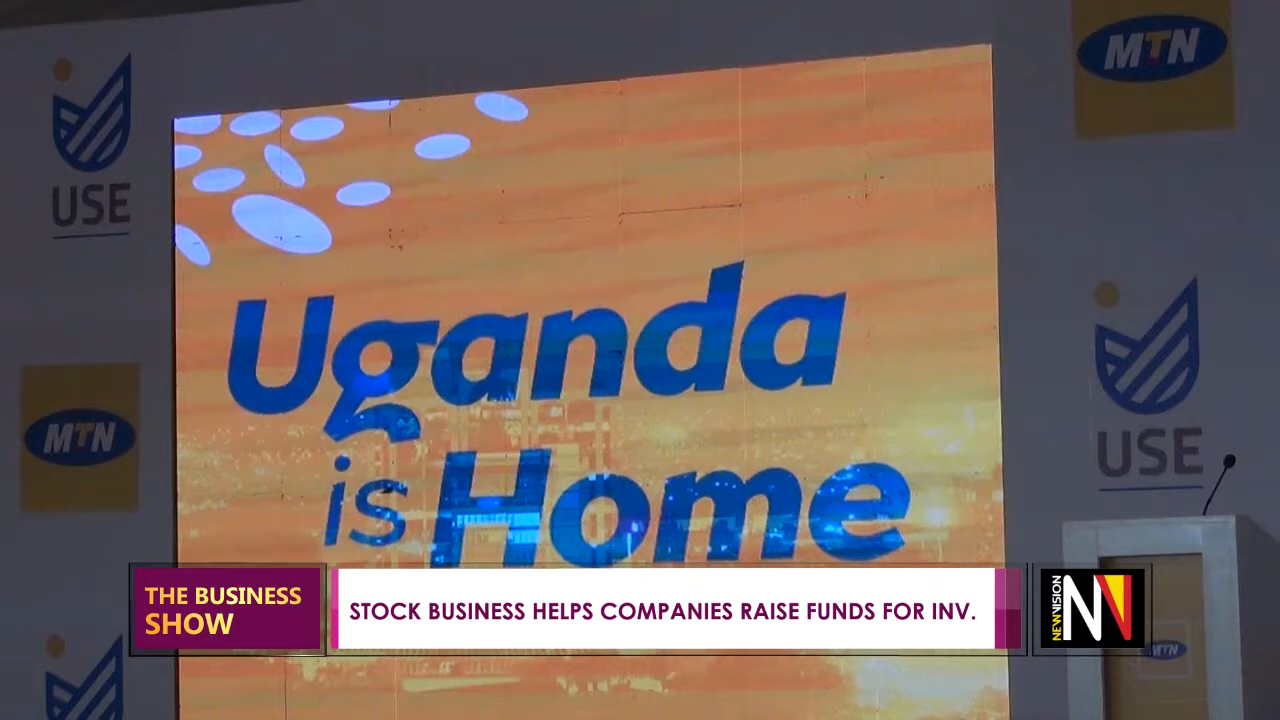 USE
MTN
Uganda
is Home
MTN
USE
THE BUSINESS
SHOW
STOCK BUSINESS HELPS COMPANIES RAISE FUNDS FOR INV.
NEW VISION
N
MTN